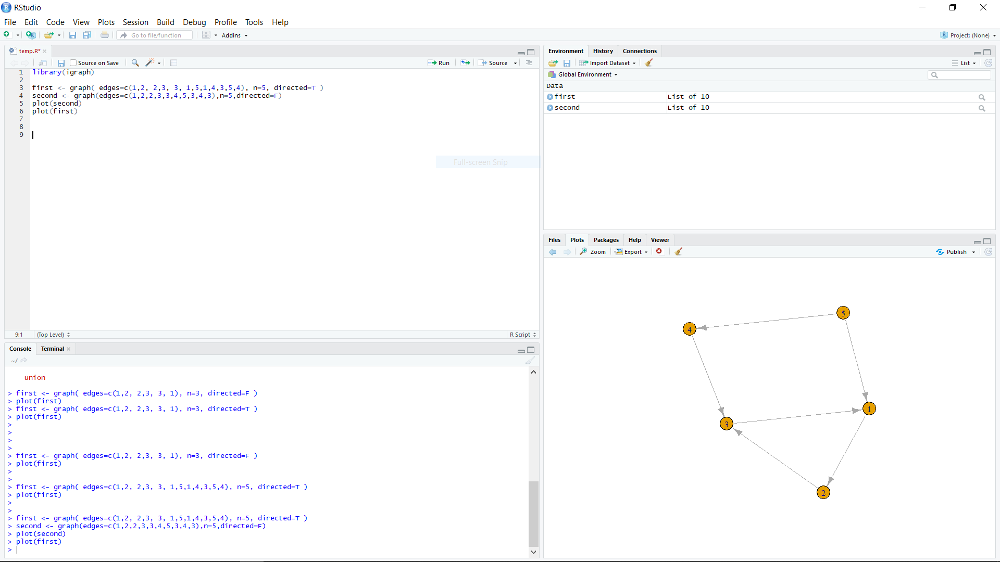 RStudio
File Edit Code View Plots Session Build Debug Profile Tools Help
Go to file/function Addins Project: (None)
temp.R*
Source on Save Run Source
1 library(igraph)
2
3 first <- graph( edges=c(1,2, 2,3, 3, 1,5,1,4,3,5,4), n=5, directed=T )
4 second <- graph(edges=c(1,2,2,3,3,4,5,3,4,3),n=5,directed=F)
5 plot(second)
6 plot(first)
7
8
9
Full-screen Snip
9:1 (Top Level) R Script
Console Terminal
~/
union
> first <- graph( edges=c(1,2, 2,3, 3, 1), n=3, directed=F )
> plot(first)
> first <- graph( edges=c(1,2, 2,3, 3, 1), n=3, directed=T )
> plot(first)
>
>
>
>
> first <- graph( edges=c(1,2, 2,3, 3, 1), n=3, directed=F )
> plot(first)
>
>
> first <- graph( edges=c(1,2, 2,3, 3, 1,5,1,4,3,5,4), n=5, directed=T )
> plot(first)
>
>
> first <- graph( edges=c(1,2, 2,3, 3, 1,5,1,4,3,5,4), n=5, directed=T )
> second <- graph(edges=c(1,2,2,3,3,4,5,3,4,3),n=5,directed=F)
> plot(second)
> plot(first)
>
Environment History Connections
Import Dataset List
Global Environment
Data
first List of 10
second List of 10
Files Plots Packages Help Viewer
Zoom Export Publish
5
4
1
3
2